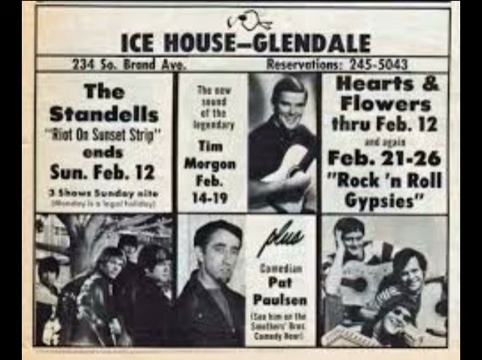 ICE HOUSE—GLENDALE
234 So. Brand Ave.
Reservations: 245-5043
The
Standells
"Riot On Sunset Strip"
ends
Sun. Feb. 12
3 Shows Sunday nite
(Monday is a legal holiday)
The new
sound
of the
legendary
Tim
Morgon
Feb.
14-19
Hearts &
Flowers
thru Feb. 12
and again
Feb. 21-26
"Rock 'n Roll
Gypsies"
plus
Comedian
Pat
Paulsen
(See him on the
Smothers' Bros.
Comedy Hour)